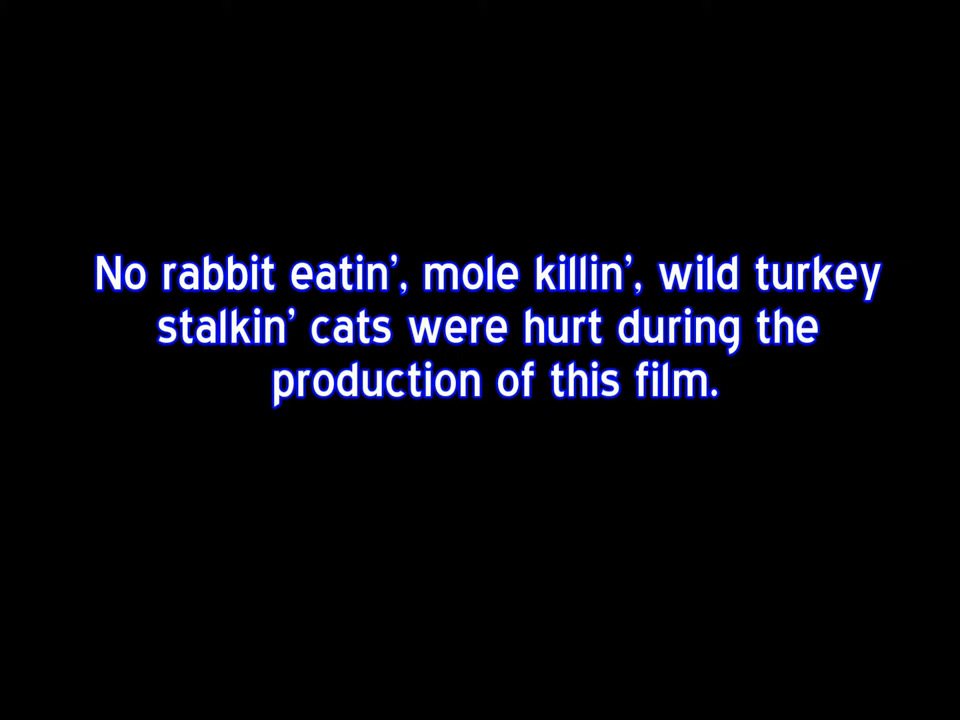 No rabbit eatin’, mole killin’, wild turkey
stalkin’ cats were hurt during the
production of this film.